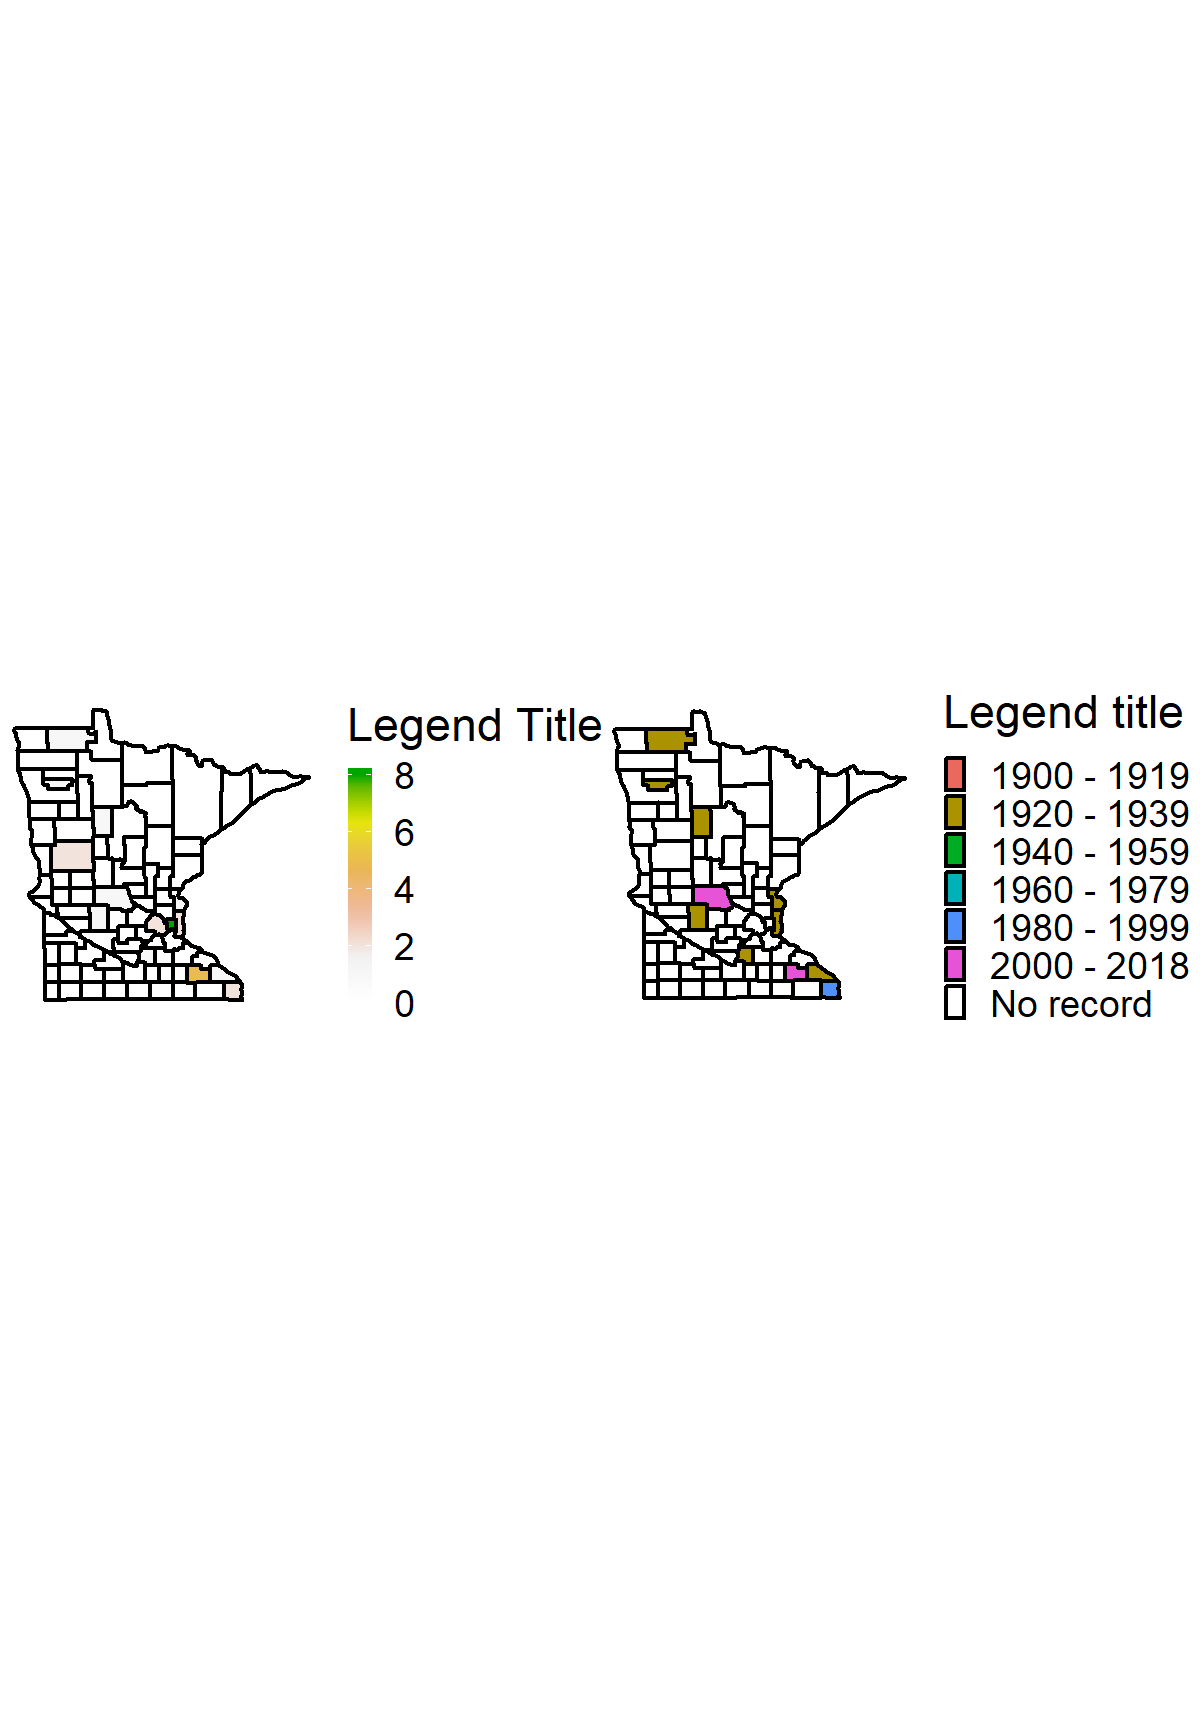 Legend Title
8
6
4
2
0
Legend title
1900 - 1919
1920 - 1939
1940 - 1959
1960 - 1979
1980 - 1999
2000 - 2018
No record